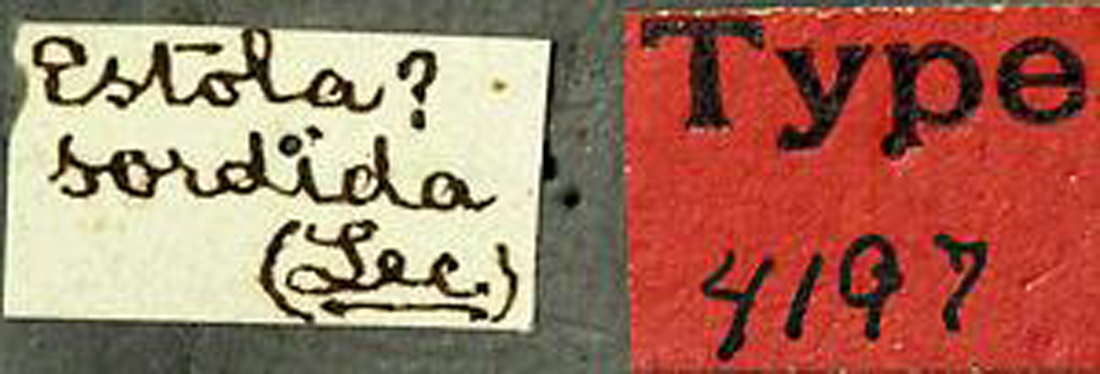 Estola?
sordida
(Lec.)
Type
4197